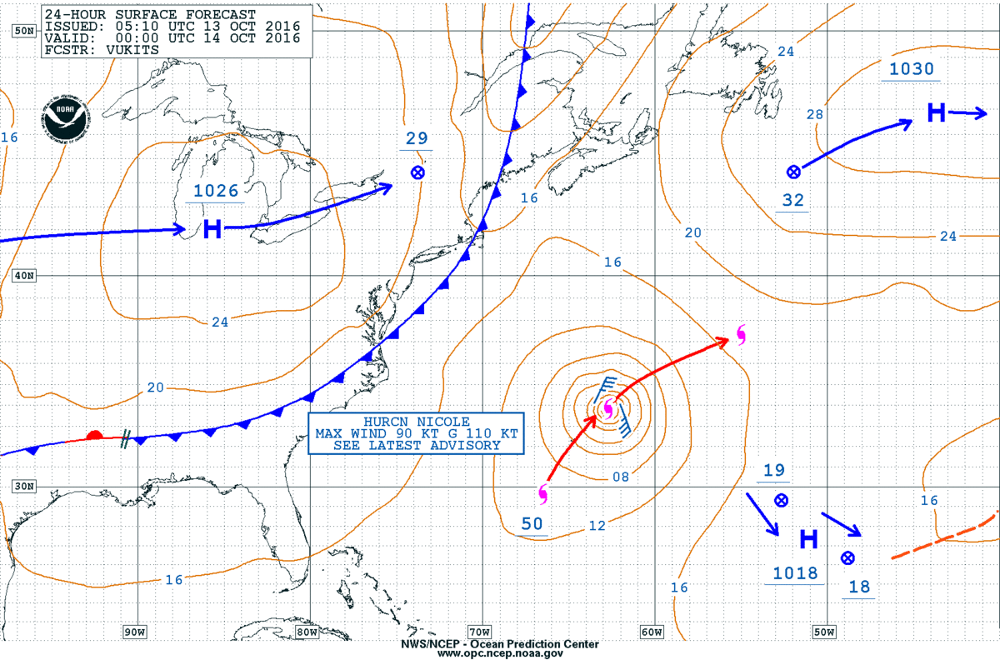 24-HOUR SURFACE FORECAST
ISSUED: 05:10 UTC 13 OCT 2016
VALID: 00:00 UTC 14 OCT 2016
FCSTR: VUKITS
50N
24
1030
NOAA
H
28
16
29
1026
16
32
H
20
24
16
40N
24
20
HURCN NICOLE
MAX WIND 90 KT G 110 KT
SEE LATEST ADVISORY
19
30N
08
16
50
12
H
1018
16
16
18
90W
80W
70W
60W
50W
NWS/NCEP - Ocean Prediction Center
www.opc.ncep.noaa.gov